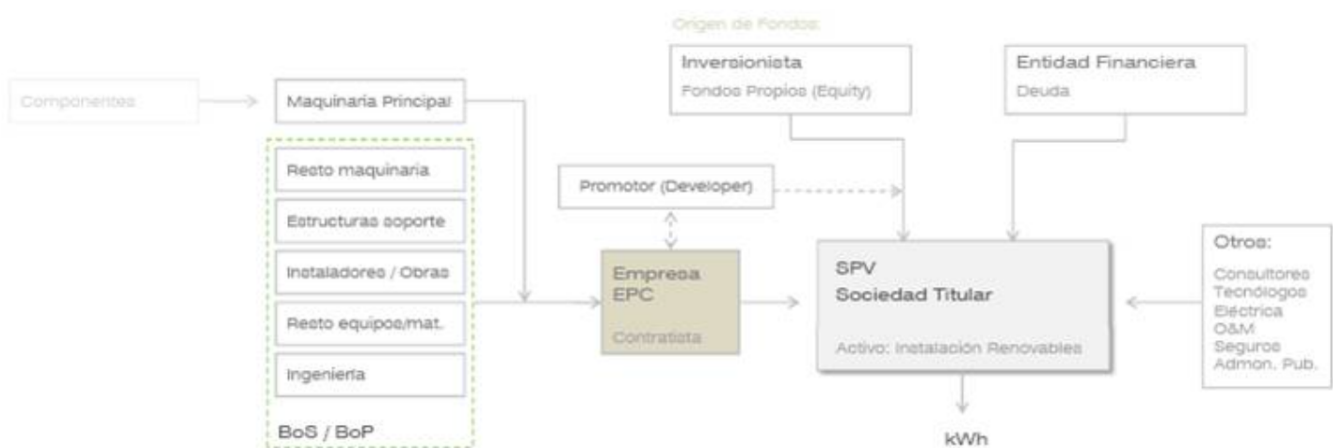 Origen de Fondos:
Inversionista
Fondos Propios (Equity)
Entidad Financiera
Deuda
Componentes
Maquinaria Principal
Resto maquinaria
Estructuras soporte
Instaladores / Obras
Resto equipos/mat.
Ingeniería
BoS / BoP
Promotor (Developer)
Empresa
EPC
Contratista
SPV
Sociedad Titular
Activo: Instalación Renovables
kWh
Otros:
Consultores
Tecnólogos
Eléctrica
O&M
Seguros
Admon. Pub.